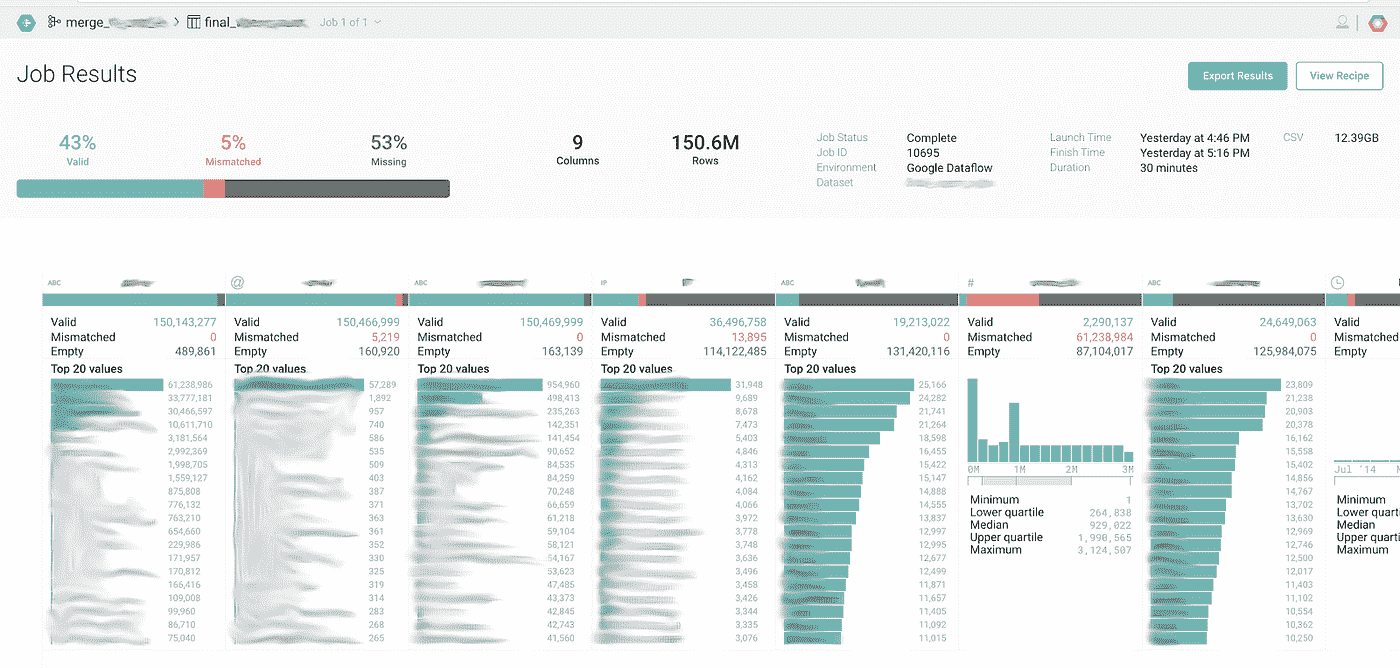 merge_ > final_ Job 1 of 1
Job Results
Export Results View Recipe
43% 5% 53% 9 150.6M
Valid Mismatched Missing Columns Rows
Job Status Complete Launch Time Yesterday at 4:46 PM CSV 12.39GB
Job ID 10695 Finish Time Yesterday at 5:16 PM
Environment Google Dataflow Duration 30 minutes
Dataset
ABC @ ABC IP ABC # ABC
Valid 150,143,277 Valid 150,466,999 Valid 150,469,999 Valid 36,496,758 Valid 19,213,022 Valid 2,290,137 Valid 24,649,063 Valid
Mismatched 0 Mismatched 5,219 Mismatched 0 Mismatched 13,895 Mismatched 0 Mismatched 61,238,984 Mismatched 0 Mismatched
Empty 489,861 Empty 160,920 Empty 163,139 Empty 114,122,485 Empty 131,420,116 Empty 87,104,017 Empty 125,984,075 Empty
Top 20 values Top 20 values Top 20 values Top 20 values Top 20 values Top 20 values
61,238,986 57,289 954,960 31,948 25,166 23,809
33,777,181 1,892 498,413 9,689 24,282 21,238
30,466,597 957 235,263 8,678 21,741 20,903
10,611,710 740 142,351 7,473 21,264 20,378
3,181,564 586 141,454 5,403 18,598 16,162
2,992,369 535 90,652 4,846 16,455 15,558
1,998,705 509 84,535 4,313 15,422 15,402
1,559,127 403 84,259 4,162 15,147 14,856
875,808 387 70,248 4,084 14,888 14,767
776,132 371 66,659 4,066 14,555 13,702
763,210 363 61,218 3,972 13,837 13,630
654,660 361 59,104 3,778 12,997 12,969
229,986 352 58,121 3,748 12,995 12,746
171,957 330 54,167 3,636 12,677 12,500
170,812 325 53,623 3,496 12,499 12,017
166,416 319 47,485 3,458 11,871 11,403
109,008 314 43,373 3,426 11,657 11,102
99,960 283 42,845 3,344 11,405 10,554
86,710 268 42,743 3,335 11,092 10,362
75,040 265 41,560 3,076 11,015 10,250
0M 1M 2M 3M Jul '14
Minimum 1 Minimum
Lower quartile 264,838 Lower quart
Median 929,022 Median
Upper quartile 1,990,565 Upper quart
Maximum 3,124,507 Maximum